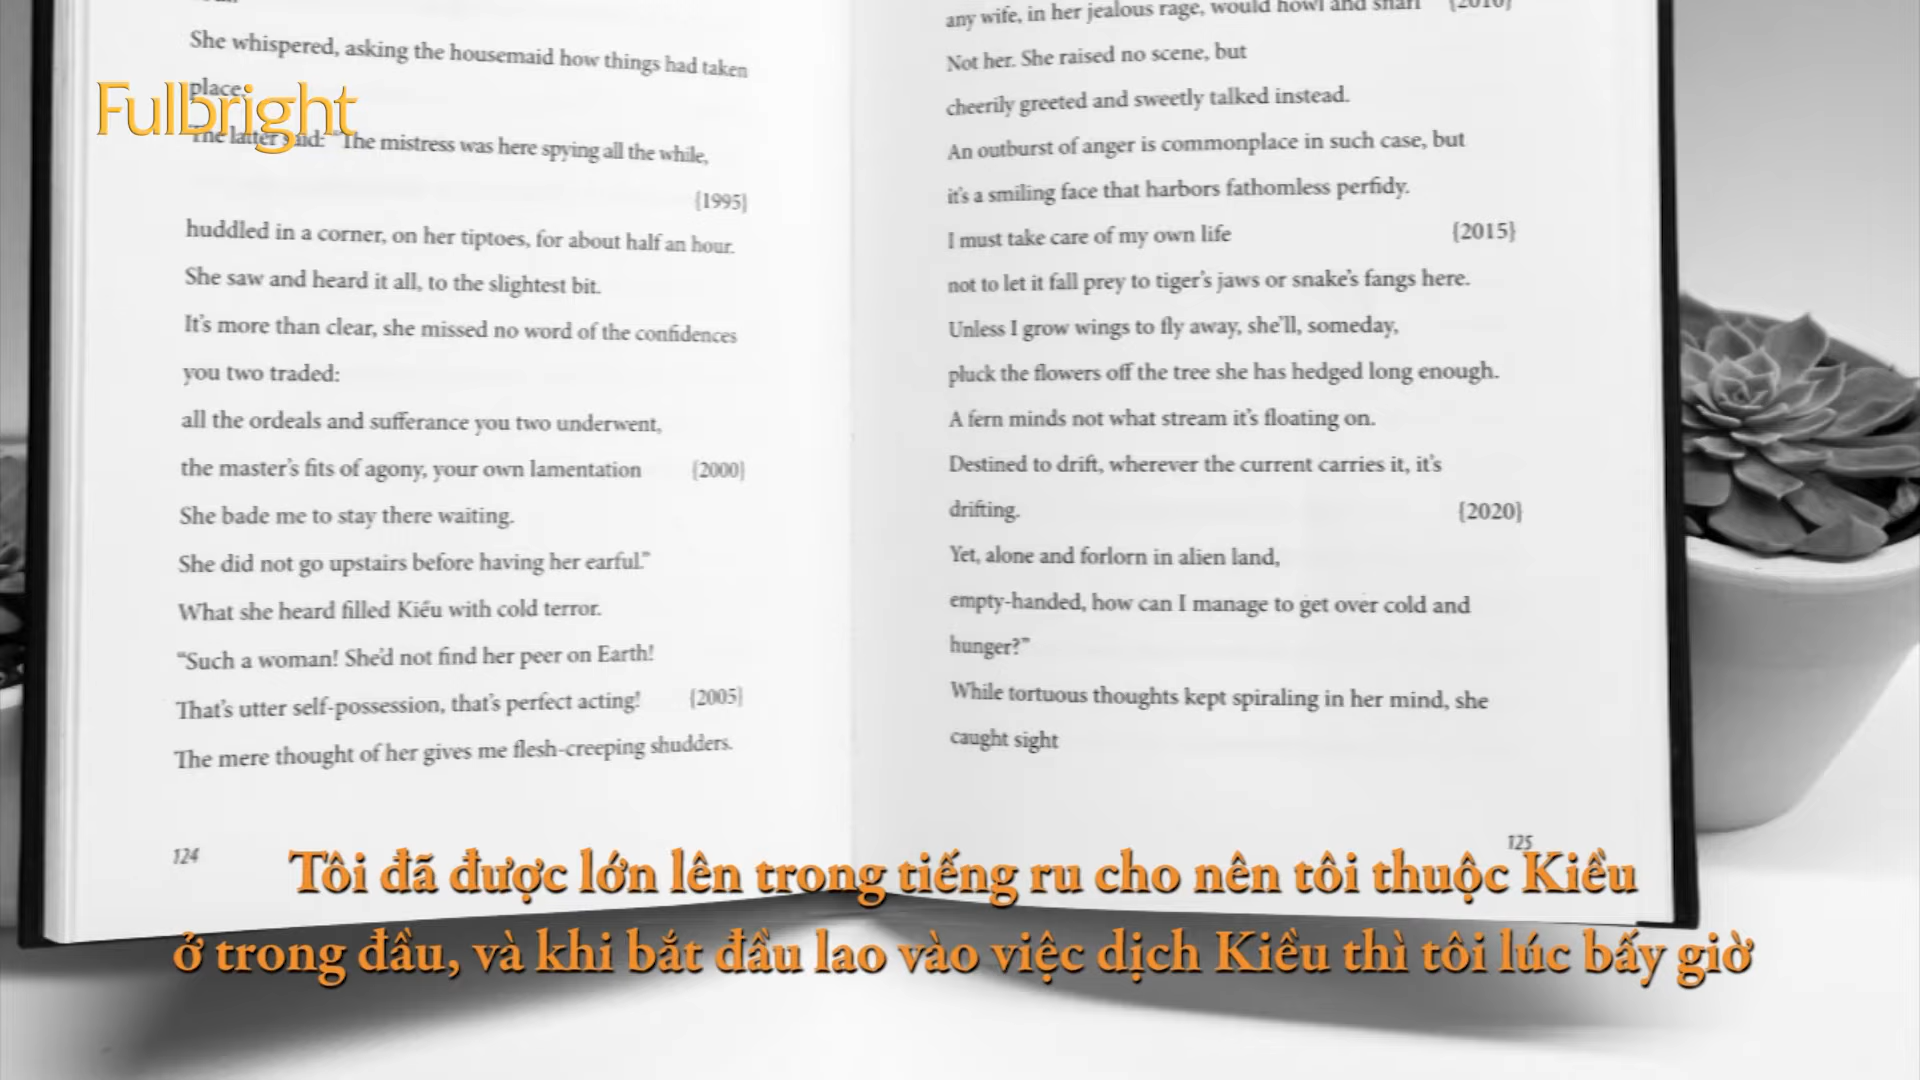 She whispered, asking the housemaid how things had taken
place.
Fulbright
The latter said: “The mistress was here spying all the while,
{1995}
huddled in a corner, on her tiptoes, for about half an hour.
She saw and heard it all, to the slightest bit.
It's more than clear, she missed no word of the confidences
you two traded:
all the ordeals and sufferance you two underwent,
the master's fits of agony, your own lamentation {2000}
She bade me to stay there waiting.
She did not go upstairs before having her earful.”
What she heard filled Kiều with cold terror.
“Such a woman! She'd not find her peer on Earth!
That's utter self-possession, that's perfect acting! {2005}
The mere thought of her gives me flesh-creeping shudders.
124
any wife, in her jealous rage, would howl and snarl {2010}
Not her. She raised no scene, but
cheerily greeted and sweetly talked instead.
An outburst of anger is commonplace in such case, but
it's a smiling face that harbors fathomless perfidy.
I must take care of my own life {2015}
not to let it fall prey to tiger's jaws or snake's fangs here.
Unless I grow wings to fly away, she'll, someday,
pluck the flowers off the tree she has hedged long enough.
A fern minds not what stream it's floating on.
Destined to drift, wherever the current carries it, it's
drifting. {2020}
Yet, alone and forlorn in alien land,
empty-handed, how can I manage to get over cold and
hunger?”
While tortuous thoughts kept spiraling in her mind, she
caught sight
125
Tôi đã được lớn lên trong tiếng ru cho nên tôi thuộc Kiều
ở trong đầu, và khi bắt đầu lao vào việc dịch Kiều thì tôi lúc bấy giờ